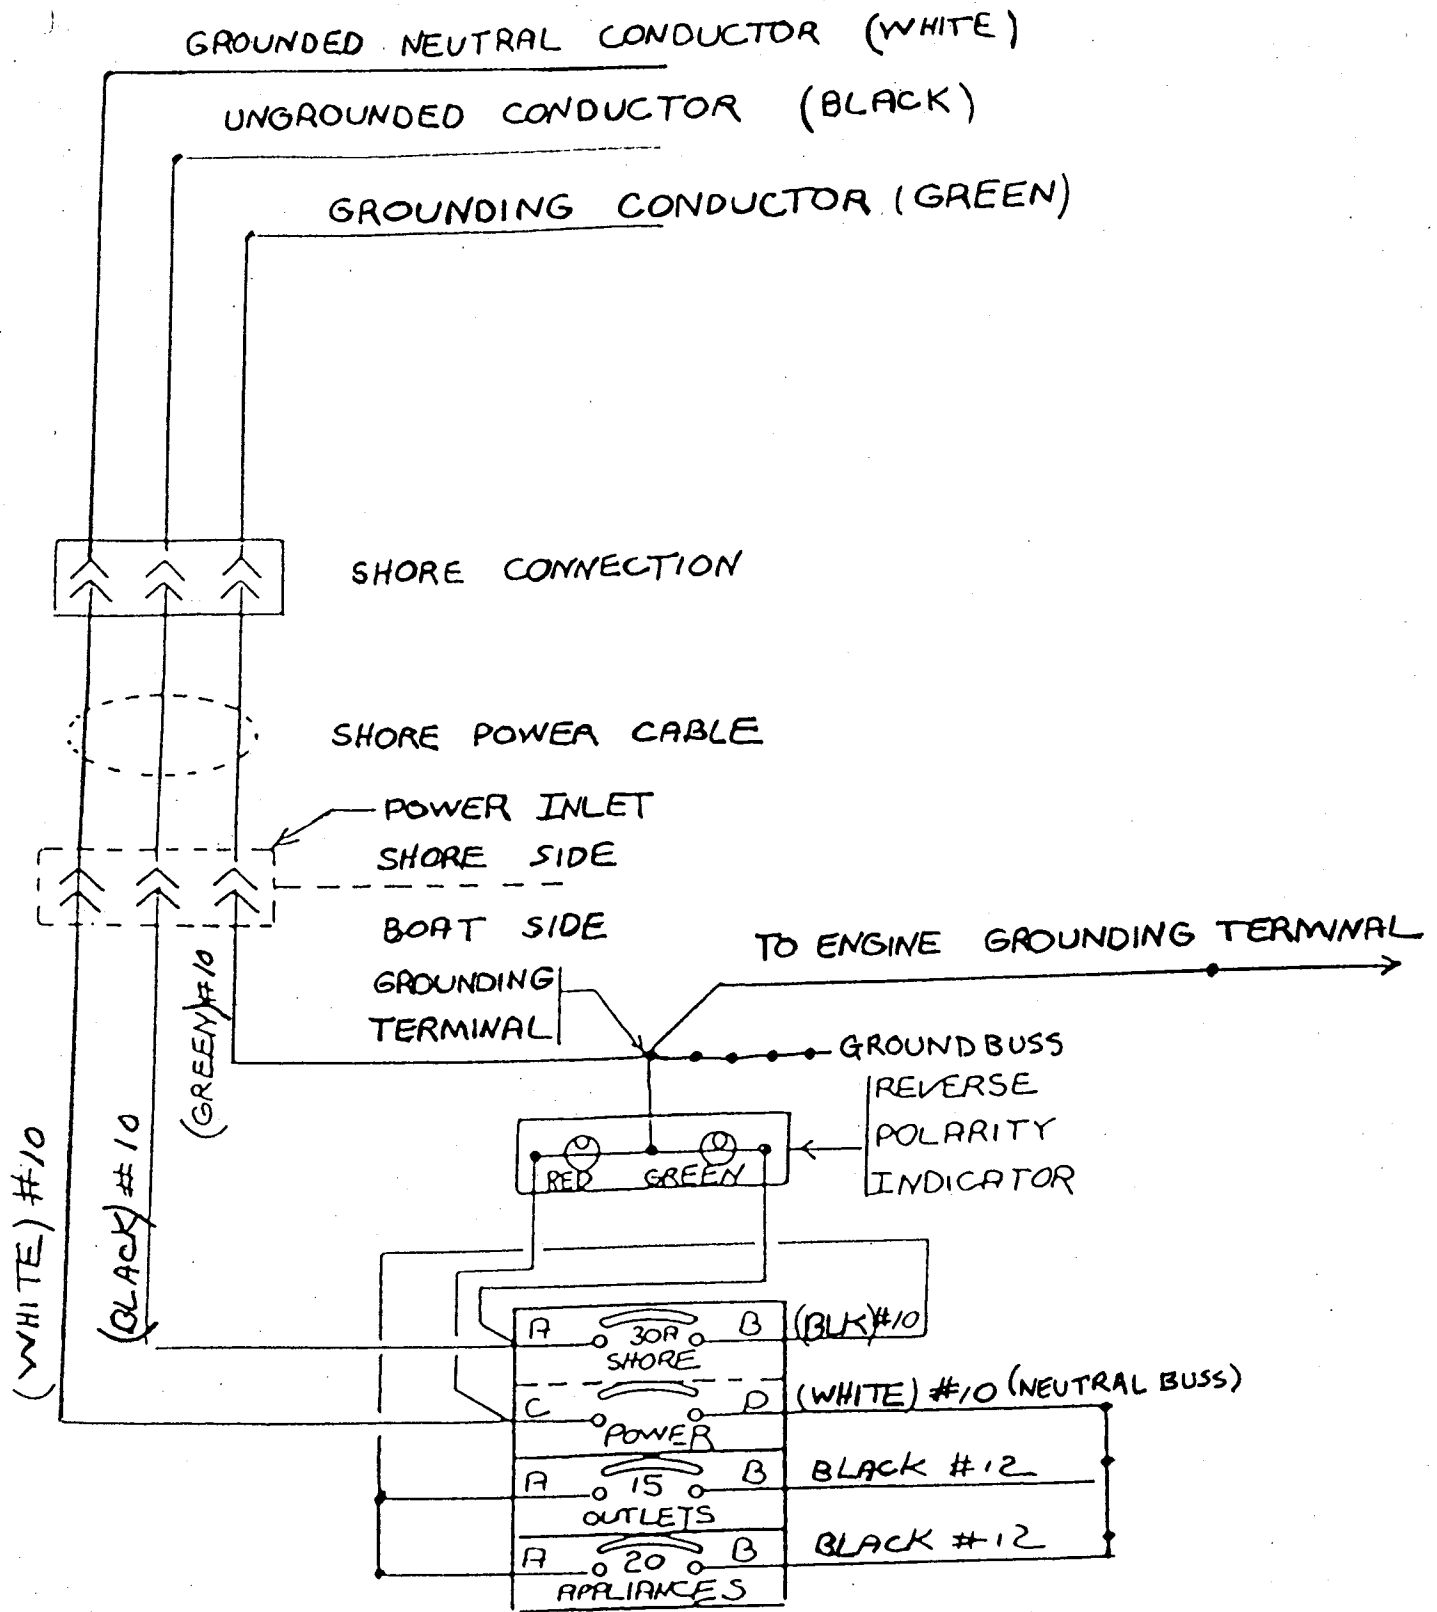 GROUNDED NEUTRAL CONDUCTOR (WHITE)
UNGROUNDED CONDUCTOR (BLACK)
GROUNDING CONDUCTOR (GREEN)
SHORE CONNECTION
SHORE POWER CABLE
POWER INLET
SHORE SIDE
BOAT SIDE
TO ENGINE GROUNDING TERMINAL
GROUNDING
TERMINAL
GROUND BUSS
REVERSE
POLARITY
INDICATOR
(GREEN)#10
(BLACK)#10
(WHITE)#10
RED GREEN
A 30A B (BLK)#10
SHORE
C D (WHITE) #10 (NEUTRAL BUSS)
POWER
A 15 B BLACK #12
OUTLETS
A 20 B BLACK #12
APPLIANCES